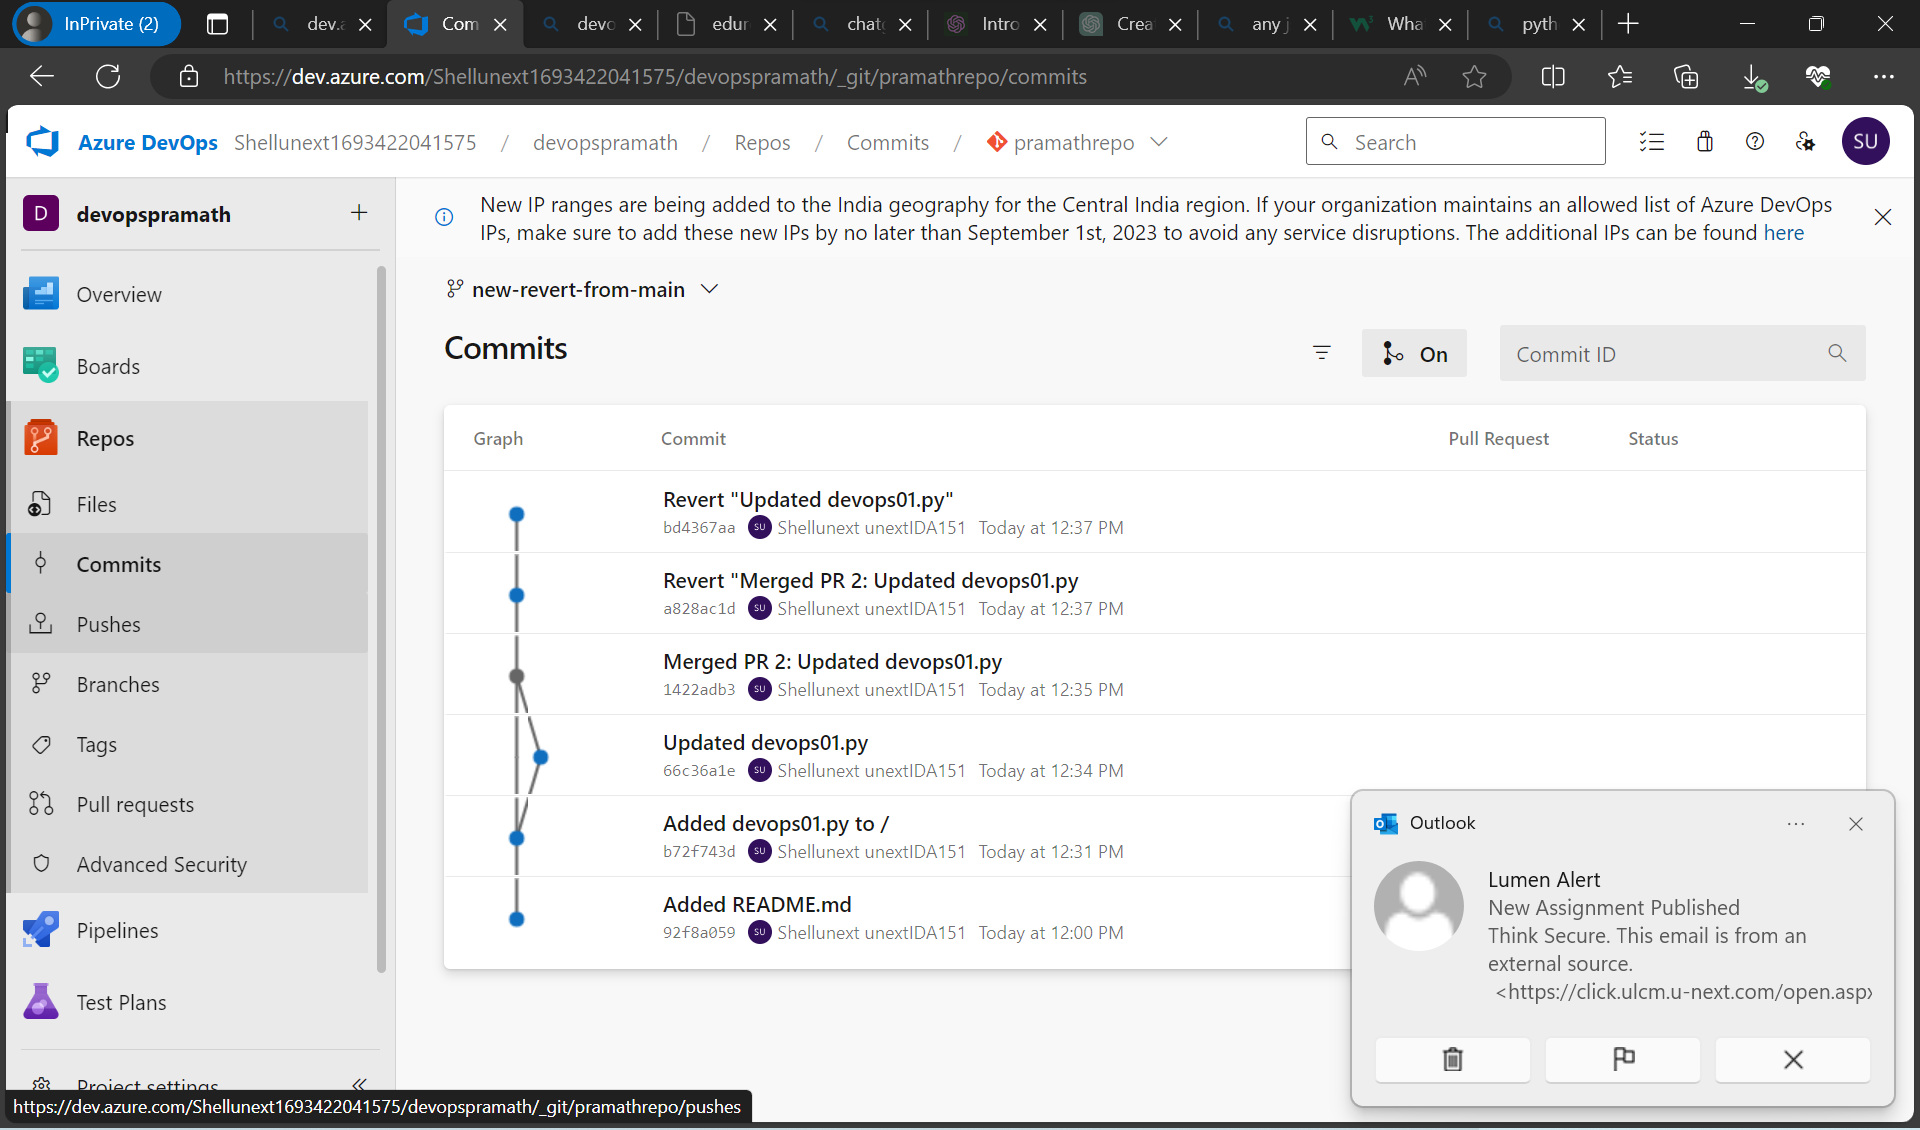 InPrivate (2)
dev.a
Com
devo
edur
chatg
Intro
Crea
any j
Wha
pyth
https://dev.azure.com/Shellunext1693422041575/devopspramath/_git/pramathrepo/commits
Azure DevOps Shellunext1693422041575 / devopspramath / Repos / Commits / pramathrepo
Search
SU
D devopspramath
New IP ranges are being added to the India geography for the Central India region. If your organization maintains an allowed list of Azure DevOps
IPs, make sure to add these new IPs by no later than September 1st, 2023 to avoid any service disruptions. The additional IPs can be found here
Overview
Boards
Repos
Files
Commits
Pushes
Branches
Tags
Pull requests
Advanced Security
Pipelines
Test Plans
Project settings
new-revert-from-main
Commits
On
Commit ID
Graph Commit Pull Request Status
Revert "Updated devops01.py"
bd4367aa SU Shellunext unextIDA151 Today at 12:37 PM
Revert "Merged PR 2: Updated devops01.py
a828ac1d SU Shellunext unextIDA151 Today at 12:37 PM
Merged PR 2: Updated devops01.py
1422adb3 SU Shellunext unextIDA151 Today at 12:35 PM
Updated devops01.py
66c36a1e SU Shellunext unextIDA151 Today at 12:34 PM
Added devops01.py to /
b72f743d SU Shellunext unextIDA151 Today at 12:31 PM
Added README.md
92f8a059 SU Shellunext unextIDA151 Today at 12:00 PM
Outlook
Lumen Alert
New Assignment Published
Think Secure. This email is from an
external source.
<https://click.ulcm.u-next.com/open.aspx
https://dev.azure.com/Shellunext1693422041575/devopspramath/_git/pramathrepo/pushes